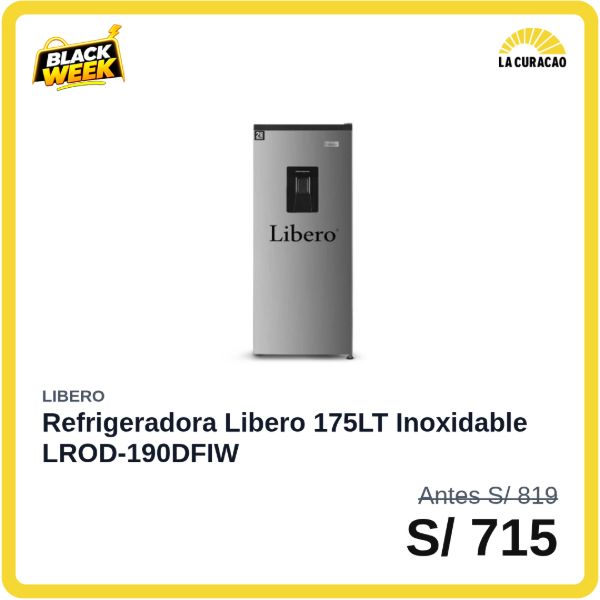 BLACK
WEEK
LA CURACAO
Libero
LIBERO
Refrigeradora Libero 175LT Inoxidable
LROD-190DFIW
Antes S/ 819
S/ 715